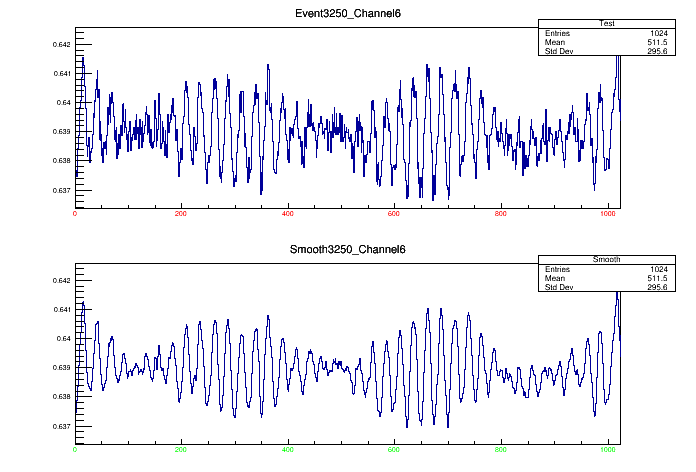 Event3250_Channel6
Test
Entries 1024
Mean 511.5
Std Dev 295.6
0.642
0.641
0.64
0.639
0.638
0.637
0 200 400 600 800 1000
Smooth3250_Channel6
Smooth
Entries 1024
Mean 511.5
Std Dev 295.6
0.642
0.641
0.64
0.639
0.638
0.637
0 200 400 600 800 1000